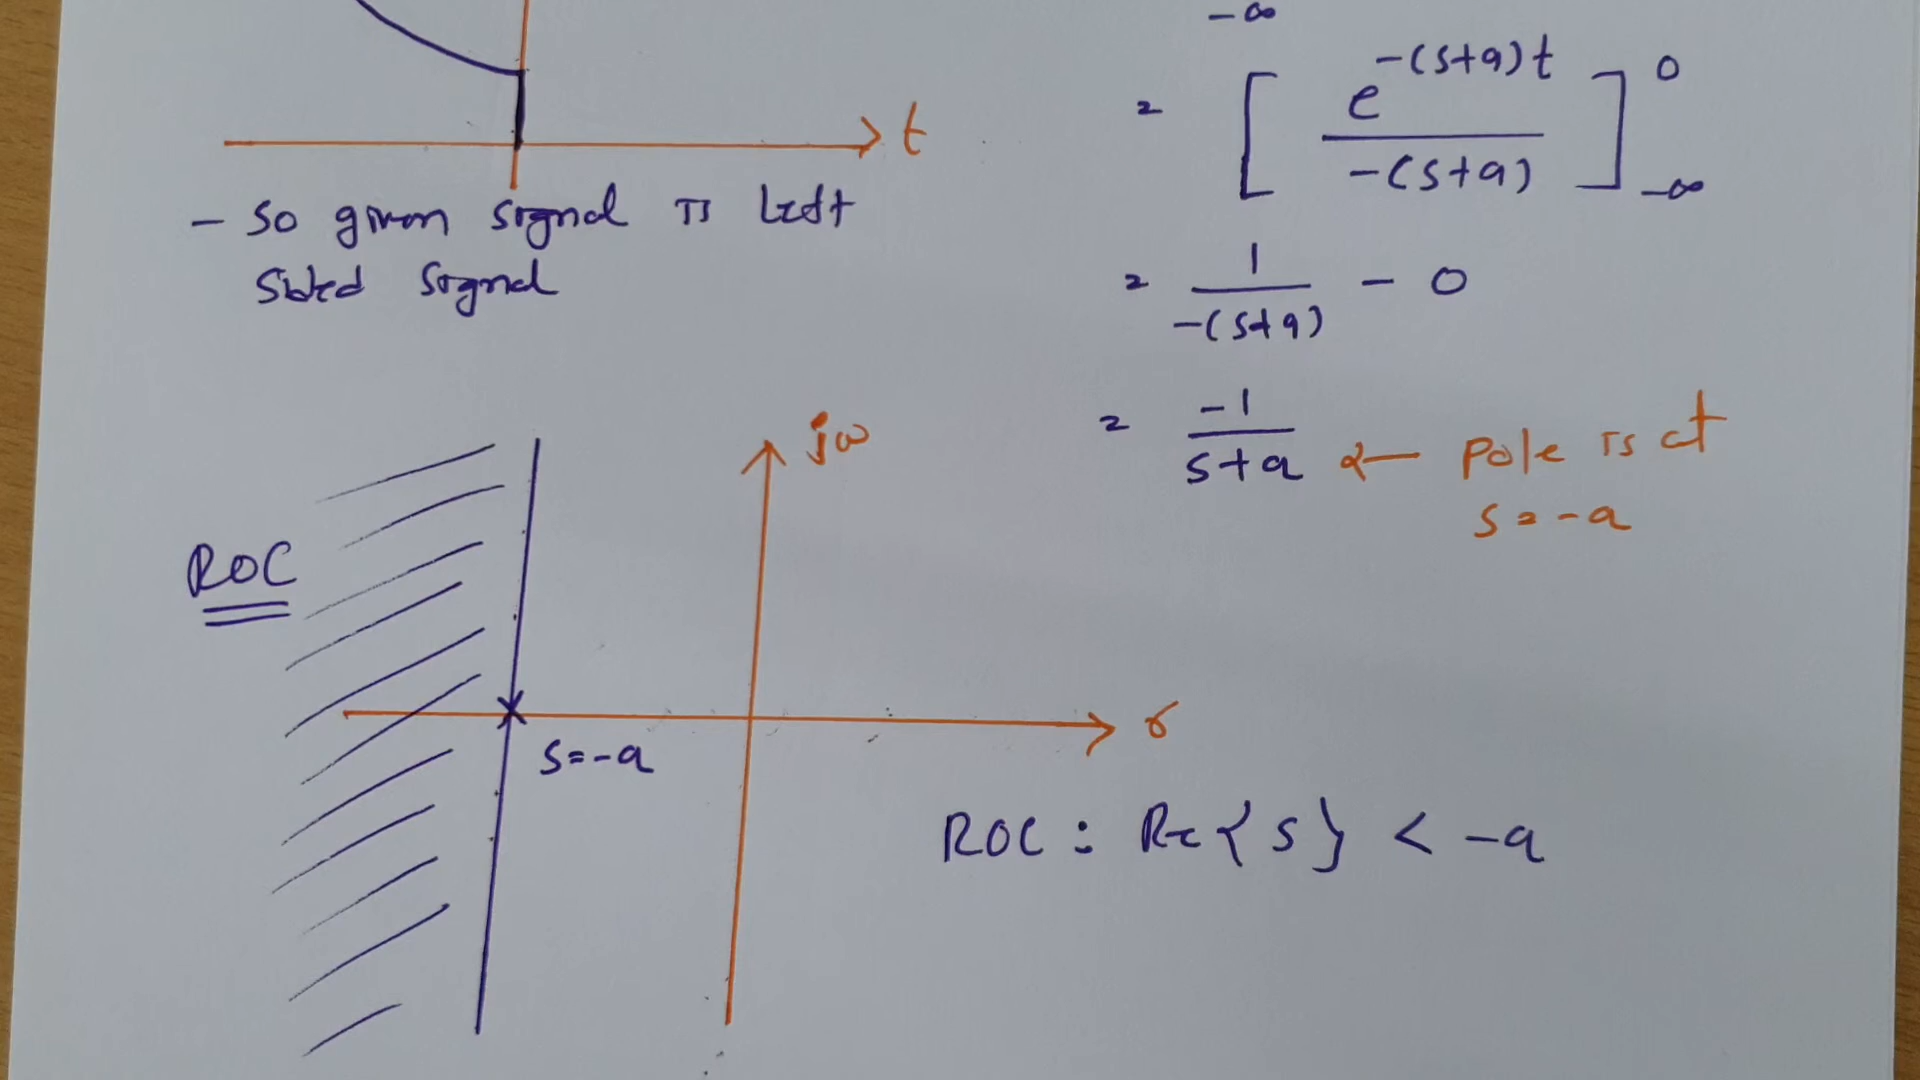 t
- So given signal is left
sided signal
-∞
= [ e^{-(s+a)t} / -(s+a) ]_{-∞}^{0}
= 1 / -(s+a) - 0
= -1 / s+a ← pole is at
s = -a
jω
ROC
s=-a
σ
ROC : Re{s} < -a